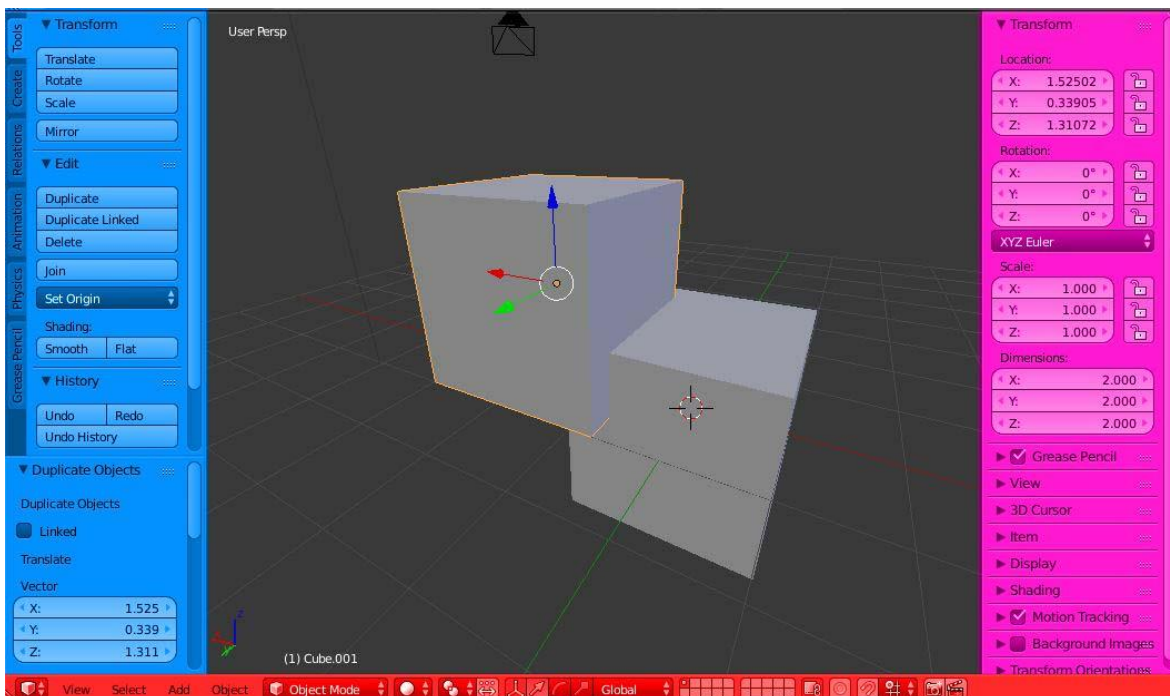 Tools
Create
Relations
Animation
Physics
Grease Pencil
▼ Transform
Translate
Rotate
Scale
Mirror
▼ Edit
Duplicate
Duplicate Linked
Delete
Join
Set Origin
Shading:
Smooth Flat
▼ History
Undo Redo
Undo History
▼ Duplicate Objects
Duplicate Objects
Linked
Translate
Vector
X: 1.525
Y: 0.339
Z: 1.311
User Persp
z
x
y
(1) Cube.001
▼ Transform
Location:
X: 1.52502
Y: 0.33905
Z: 1.31072
Rotation:
X: 0°
Y: 0°
Z: 0°
XYZ Euler
Scale:
X: 1.000
Y: 1.000
Z: 1.000
Dimensions:
X: 2.000
Y: 2.000
Z: 2.000
▶ Grease Pencil
▶ View
▶ 3D Cursor
▶ Item
▶ Display
▶ Shading
▶ Motion Tracking
▶ Background Images
▶ Transform Orientations
View Select Add Object Object Mode Global